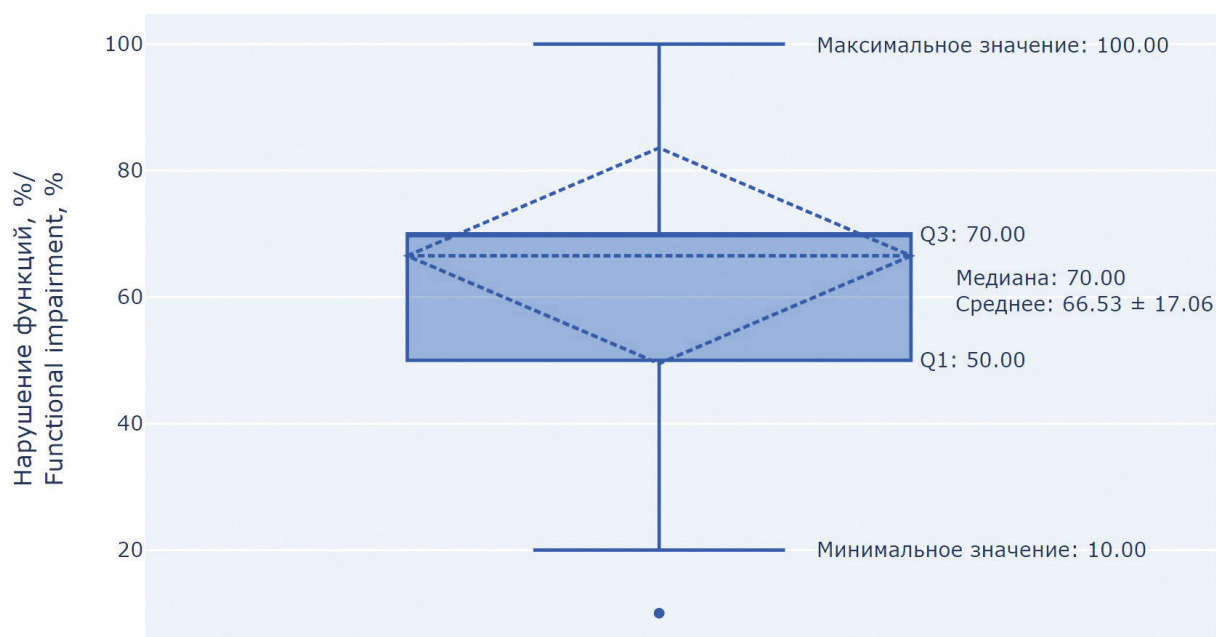 Нарушение функций, %/
Functional impairment, %
100
80
60
40
20
Максимальное значение: 100.00
Q3: 70.00
Медиана: 70.00
Среднее: 66.53 ± 17.06
Q1: 50.00
Минимальное значение: 10.00